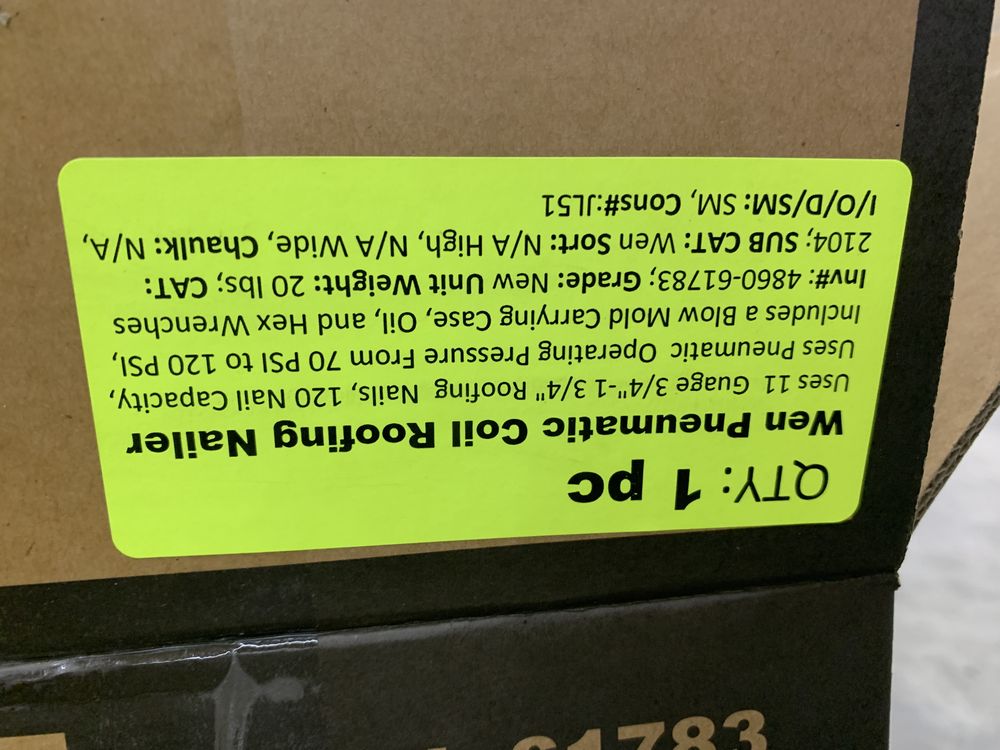 QTY: 1 pc
Wen Pneumatic Coil Roofing Nailer
Uses 11 Guage 3/4"-1 3/4" Roofing Nails, 120 Nail Capacity,
Uses Pneumatic Operating Pressure From 70 PSI to 120 PSI,
Includes a Blow Mold Carrying Case, Oil, and Hex Wrenches
Inv#: 4860-61783; Grade: New Unit Weight: 20 lbs; CAT:
2104; SUB CAT: Wen Sort: N/A High, N/A Wide, Chaulk: N/A,
I/O/D/SM: SM, Cons#:JL51
61783